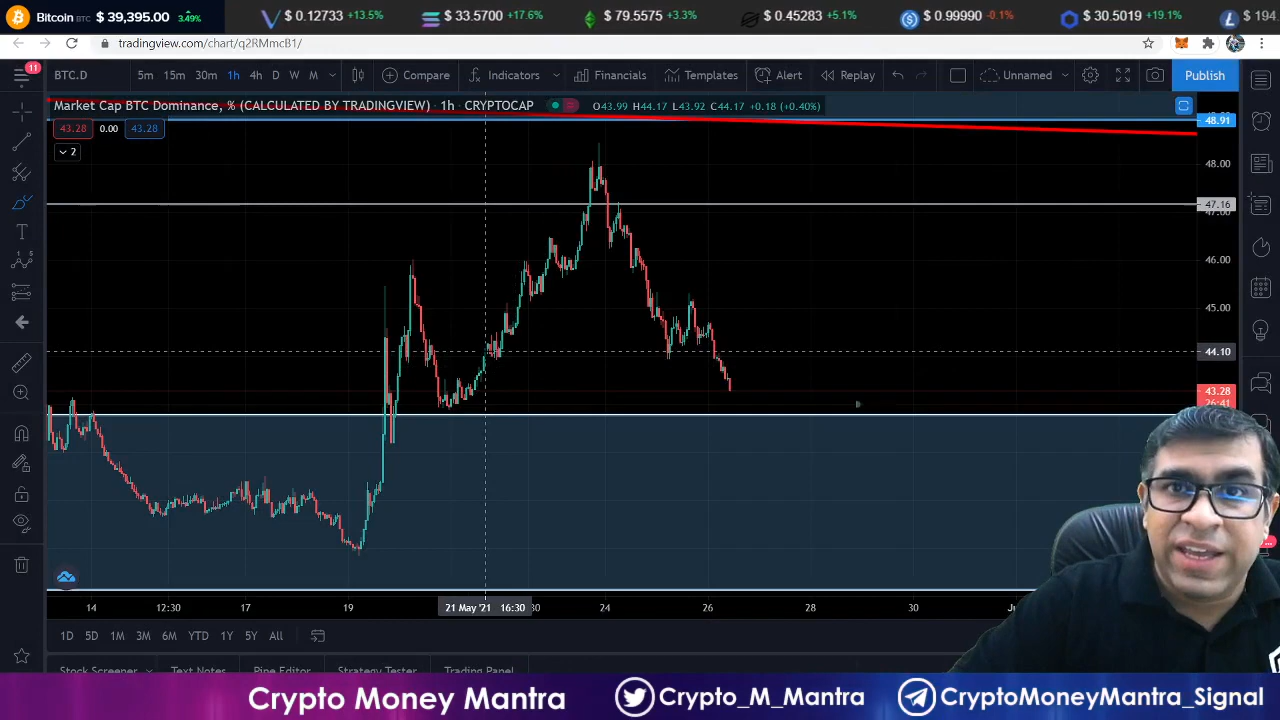 Bitcoin BTC $ 39,395.00 3.49% $ 0.12733 +13.5% $ 33.5700 +17.6% $ 79.5575 +3.3% $ 0.45283 +5.1% $ 0.99990 -0.1% $ 30.5019 +19.1% $ 194.
tradingview.com/chart/q2RMmcB1/
11
BTC.D 5m 15m 30m 1h 4h D W M Compare Indicators Financials Templates Alert Replay Unnamed Publish
Market Cap BTC Dominance, % (CALCULATED BY TRADINGVIEW) · 1h · CRYPTOCAP O43.99 H44.17 L43.92 C44.17 +0.18 (+0.40%)
43.28 0.00 43.28
2
48.91
48.00
47.16
47.00
46.00
45.00
44.10
43.28
26:41
14 12:30 17 19 21 May '21 16:30 :30 24 26 28 30
1D 5D 1M 3M 6M YTD 1Y 5Y All
Stock Screener Text Notes Pine Editor Strategy Tester Trading Panel
Crypto Money Mantra Crypto_M_Mantra CryptoMoneyMantra_Signal